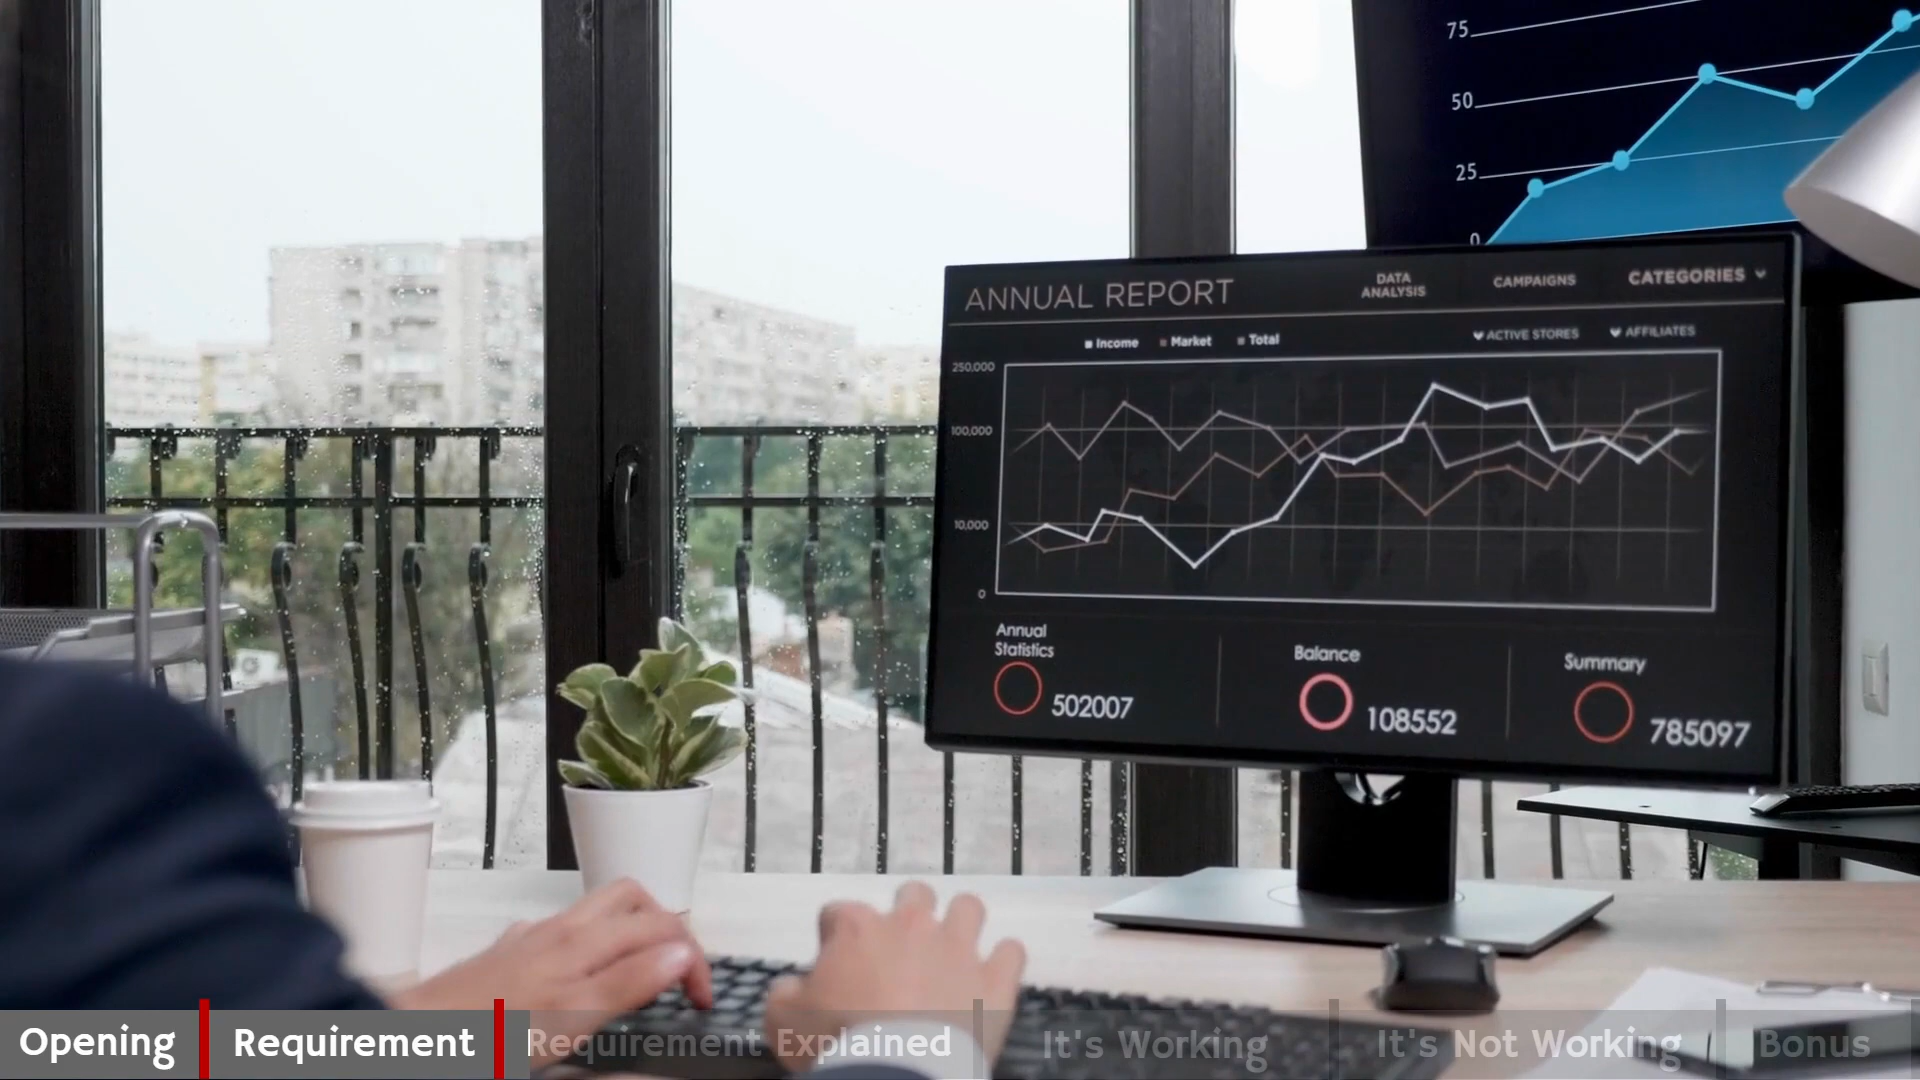 75
50
25
0
ANNUAL REPORT
DATA
ANALYSIS
CAMPAIGNS
CATEGORIES
Income Market Total
ACTIVE STORES AFFILIATES
250,000
100,000
10,000
0
Annual
Statistics
502007
Balance
108552
Summary
785097
Opening Requirement Requirement Explained It's Working It's Not Working Bonus